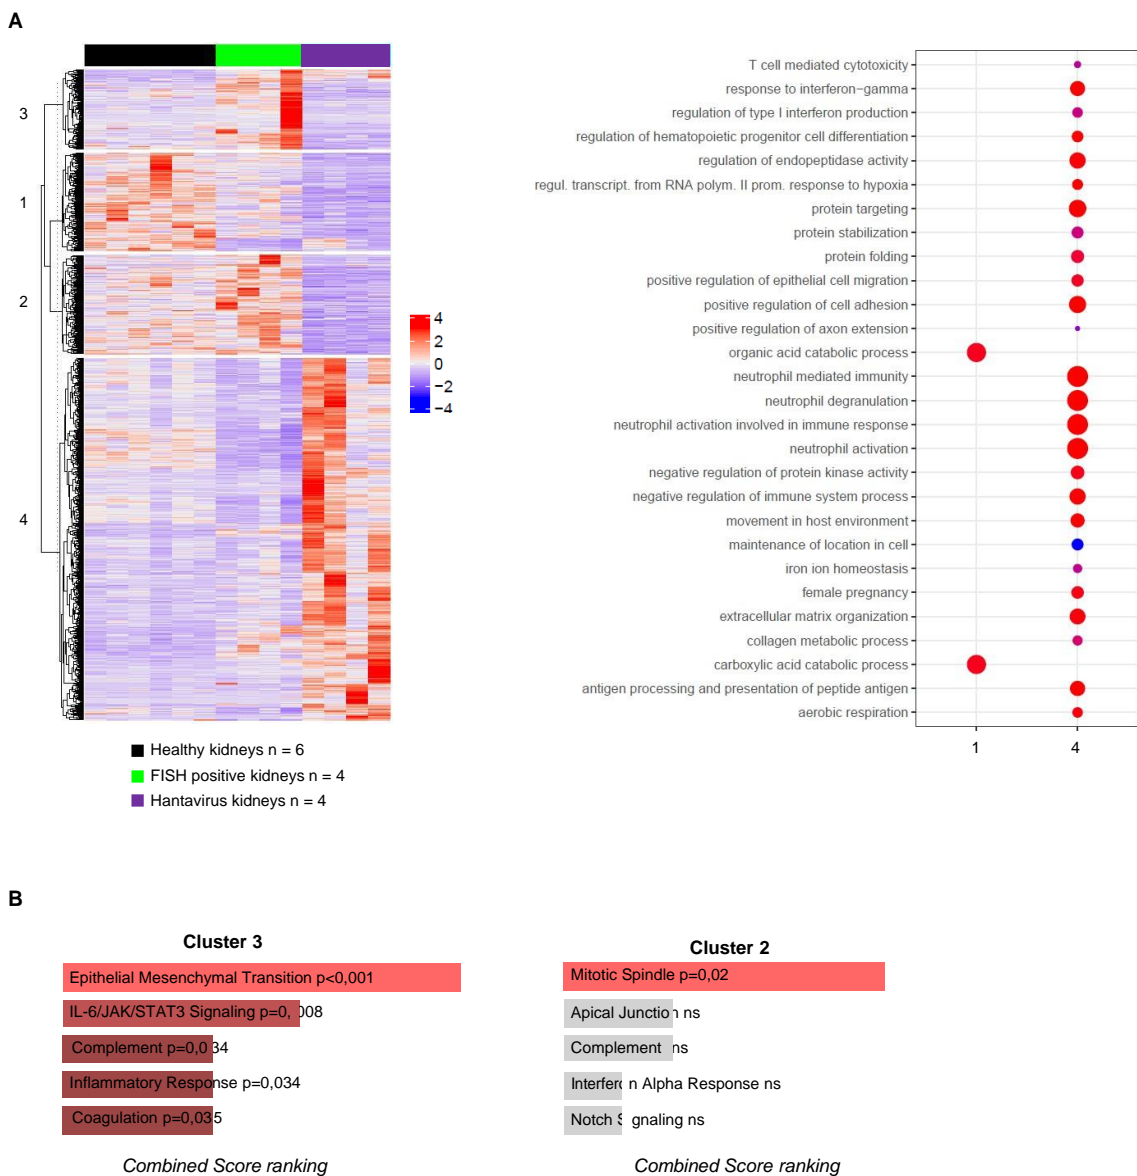 A
3
1
2
4
4
2
0
−2
−4
Healthy kidneys n = 6
FISH positive kidneys n = 4
Hantavirus kidneys n = 4
T cell mediated cytotoxicity
response to interferon−gamma
regulation of type I interferon production
regulation of hematopoietic progenitor cell differentiation
regulation of endopeptidase activity
regul. transcript. from RNA polym. II prom. response to hypoxia
protein targeting
protein stabilization
protein folding
positive regulation of epithelial cell migration
positive regulation of cell adhesion
positive regulation of axon extension
organic acid catabolic process
neutrophil mediated immunity
neutrophil degranulation
neutrophil activation involved in immune response
neutrophil activation
negative regulation of protein kinase activity
negative regulation of immune system process
movement in host environment
maintenance of location in cell
iron ion homeostasis
female pregnancy
extracellular matrix organization
collagen metabolic process
carboxylic acid catabolic process
antigen processing and presentation of peptide antigen
aerobic respiration
1 4
B
Cluster 3
Epithelial Mesenchymal Transition p<0,001
IL-6/JAK/STAT3 Signaling p=0,008
Complement p=0,034
Inflammatory Response p=0,034
Coagulation p=0,035
Combined Score ranking
Cluster 2
Mitotic Spindle p=0,02
Apical Junction ns
Complement ns
Interferon Alpha Response ns
Notch Signaling ns
Combined Score ranking